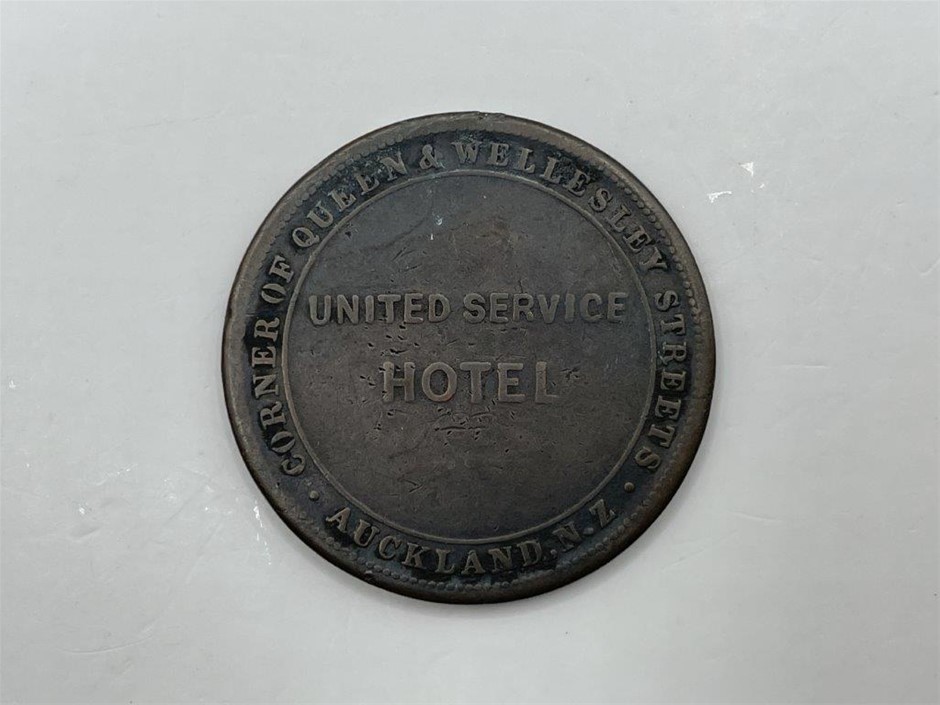 CORNER OF QUEEN & WELLESLEY STREETS
UNITED SERVICE
HOTEL
· AUCKLAND, N.Z ·